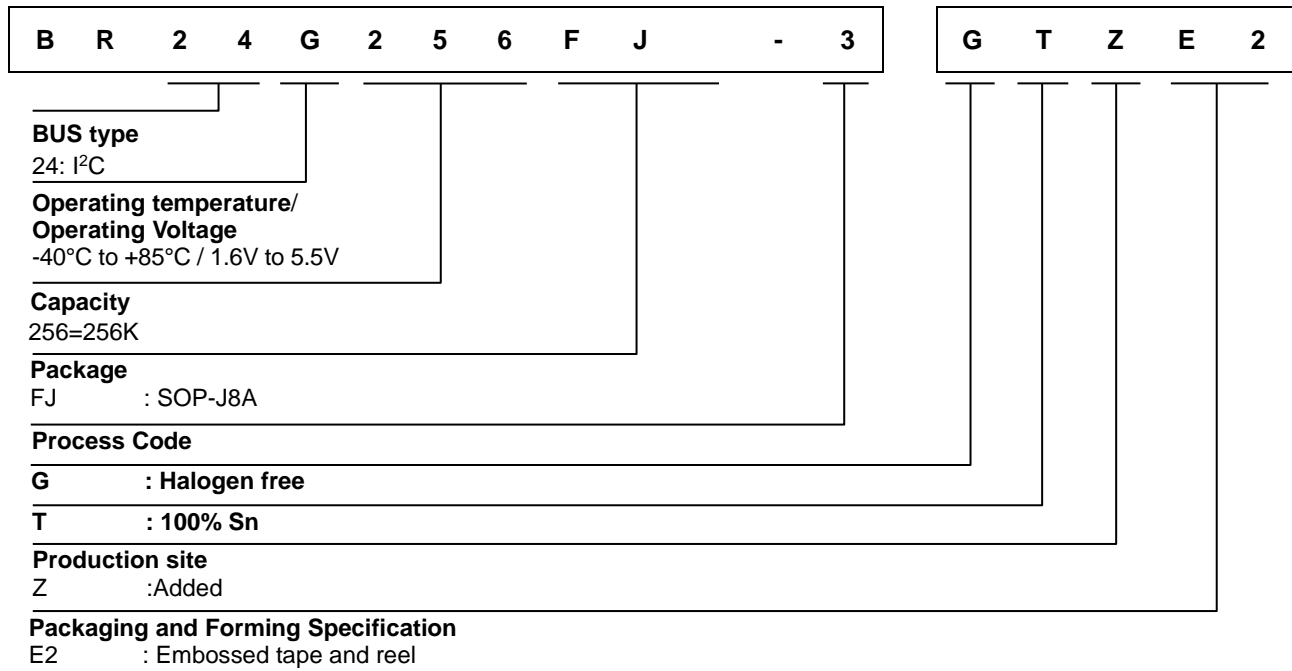 B R 2 4 G 2 5 6 F J - 3 G T Z E 2
BUS type
24: I²C
Operating temperature/
Operating Voltage
-40°C to +85°C / 1.6V to 5.5V
Capacity
256=256K
Package
FJ : SOP-J8A
Process Code
G : Halogen free
T : 100% Sn
Production site
Z :Added
Packaging and Forming Specification
E2 : Embossed tape and reel